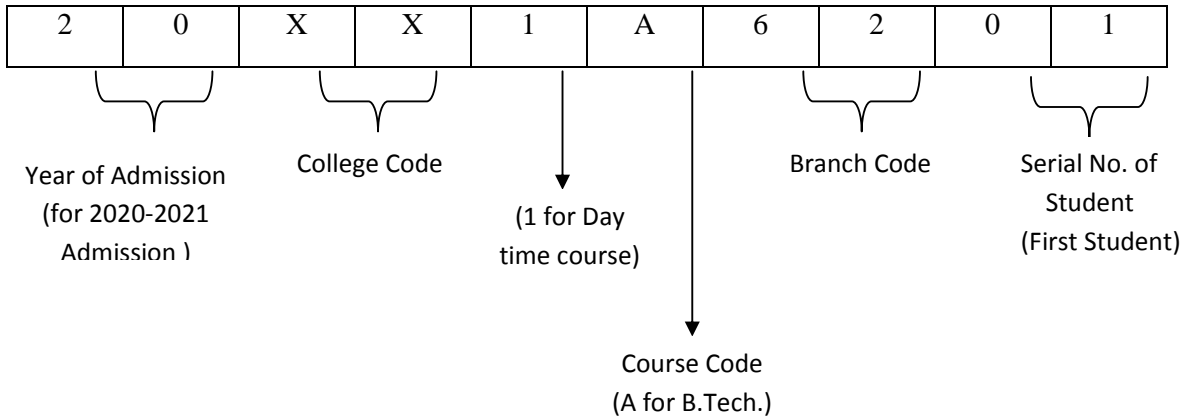 2 0 X X 1 A 6 2 0 1
Year of Admission
(for 2020-2021
Admission )
College Code
(1 for Day
time course)
Course Code
(A for B.Tech.)
Branch Code
Serial No. of
Student
(First Student)